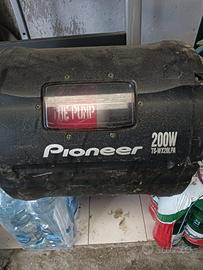 THE PUMP
Pioneer
200W
TS-WX20LPA